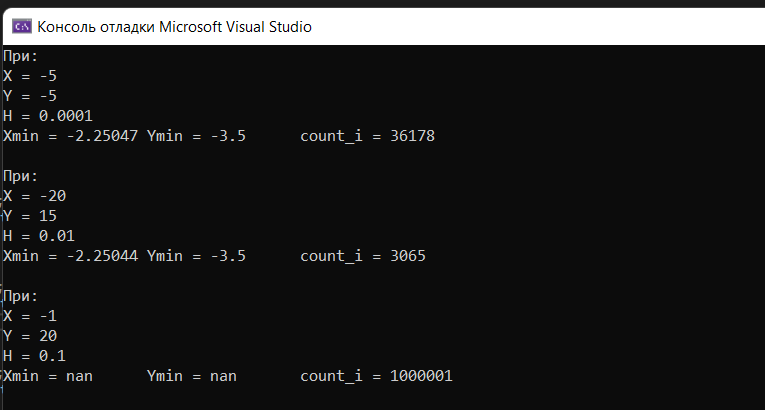 Консоль отладки Microsoft Visual Studio
При:
X = -5
Y = -5
H = 0.0001
Xmin = -2.25047 Ymin = -3.5      count_i = 36178
При:
X = -20
Y = 15
H = 0.01
Xmin = -2.25044 Ymin = -3.5      count_i = 3065
При:
X = -1
Y = 20
H = 0.1
Xmin = nan      Ymin = nan       count_i = 1000001